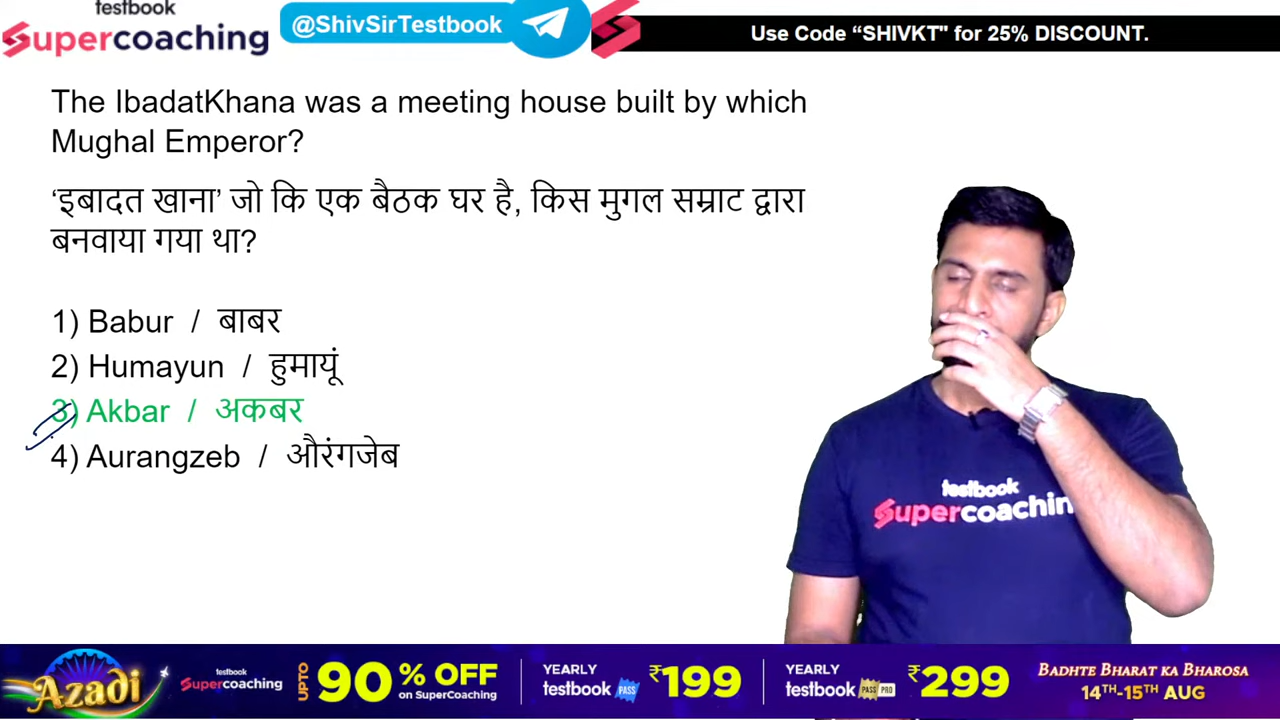 testbook
Supercoaching
@ShivSirTestbook
Use Code “SHIVKT" for 25% DISCOUNT.
The IbadatKhana was a meeting house built by which
Mughal Emperor?
‘इबादत खाना’ जो कि एक बैठक घर है, किस मुगल सम्राट द्वारा
बनवाया गया था?
1) Babur / बाबर
2) Humayun / हुमायूं
3) Akbar / अकबर
4) Aurangzeb / औरंगजेब
testbook
Supercoachin
Azadi
testbook
Supercoaching
UPTO 90% OFF
on SuperCoaching
YEARLY
testbook PASS
₹199
YEARLY
testbook PASS PRO
₹299
BADHTE BHARAT KA BHAROSA
14TH-15TH AUG